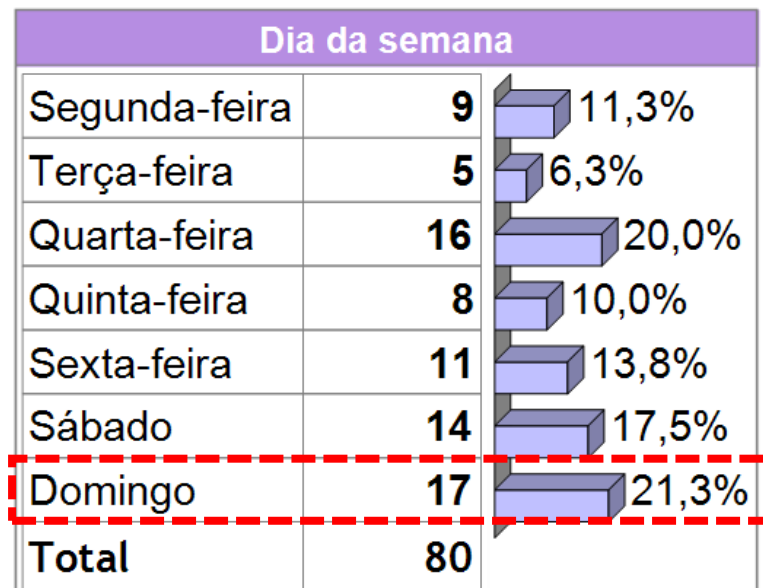 Dia da semana
Segunda-feira 9 11,3%
Terça-feira 5 6,3%
Quarta-feira 16 20,0%
Quinta-feira 8 10,0%
Sexta-feira 11 13,8%
Sábado 14 17,5%
Domingo 17 21,3%
Total 80